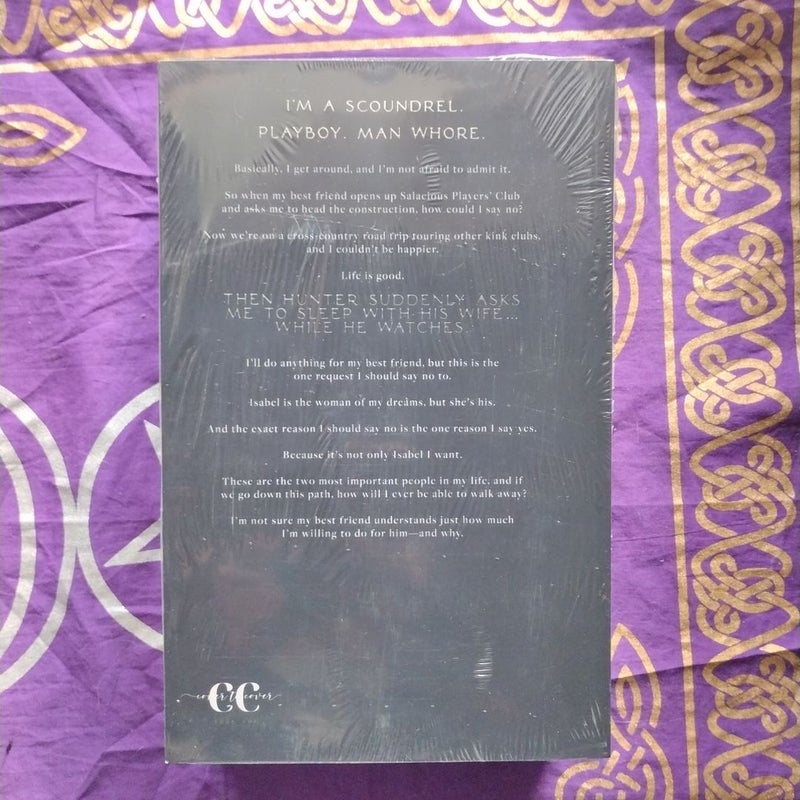 I'M A SCOUNDREL.
PLAYBOY. MAN WHORE.
Basically, I get around, and I'm not afraid to admit it.
So when my best friend opens up Salacious Players' Club
and asks me to head the construction, how could I say no?
Now we're on a cross-country road trip touring other kink clubs,
and I couldn't be happier.
Life is good.
THEN HUNTER SUDDENLY ASKS
ME TO SLEEP WITH HIS WIFE...
WHILE HE WATCHES.
I'll do anything for my best friend, but this is the
one request I should say no to.
Isabel is the woman of my dreams, but she's his.
And the exact reason I should say no is the one reason I say yes.
Because it's not only Isabel I want.
These are the two most important people in my life, and if
we go down this path, how will I ever be able to walk away?
I'm not sure my best friend understands just how much
I'm willing to do for him—and why.
CC
cover to cover